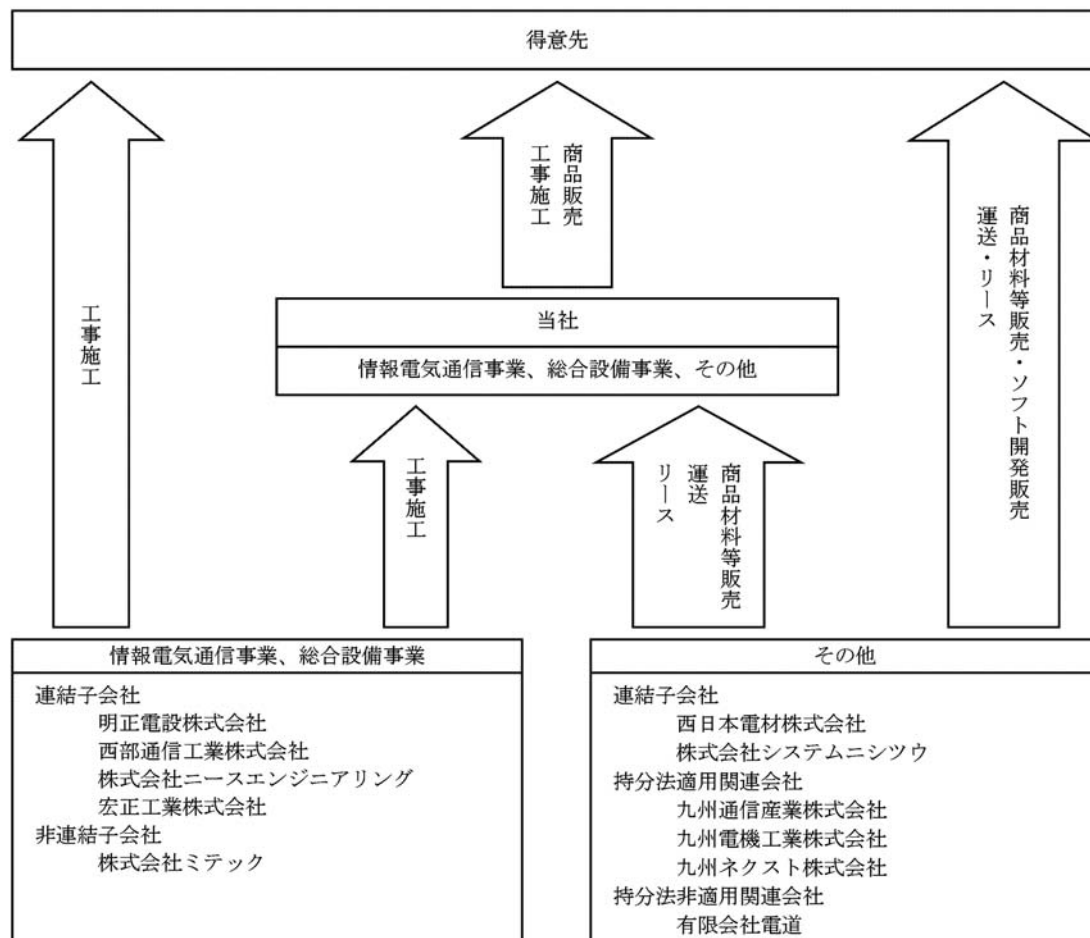 得意先
工事施工
商品販売
工事施工
商品材料等販売・ソフト開発販売
運送・リース
当社
情報電気通信事業、総合設備事業、その他
工事施工
商品材料等販売
運送
リース
情報電気通信事業、総合設備事業
連結子会社
明正電設株式会社
西部通信工業株式会社
株式会社ニースエンジニアリング
宏正工業株式会社
非連結子会社
株式会社ミテック
その他
連結子会社
西日本電材株式会社
株式会社システムニシツウ
持分法適用関連会社
九州通信産業株式会社
九州電機工業株式会社
九州ネクスト株式会社
持分法非適用関連会社
有限会社電道